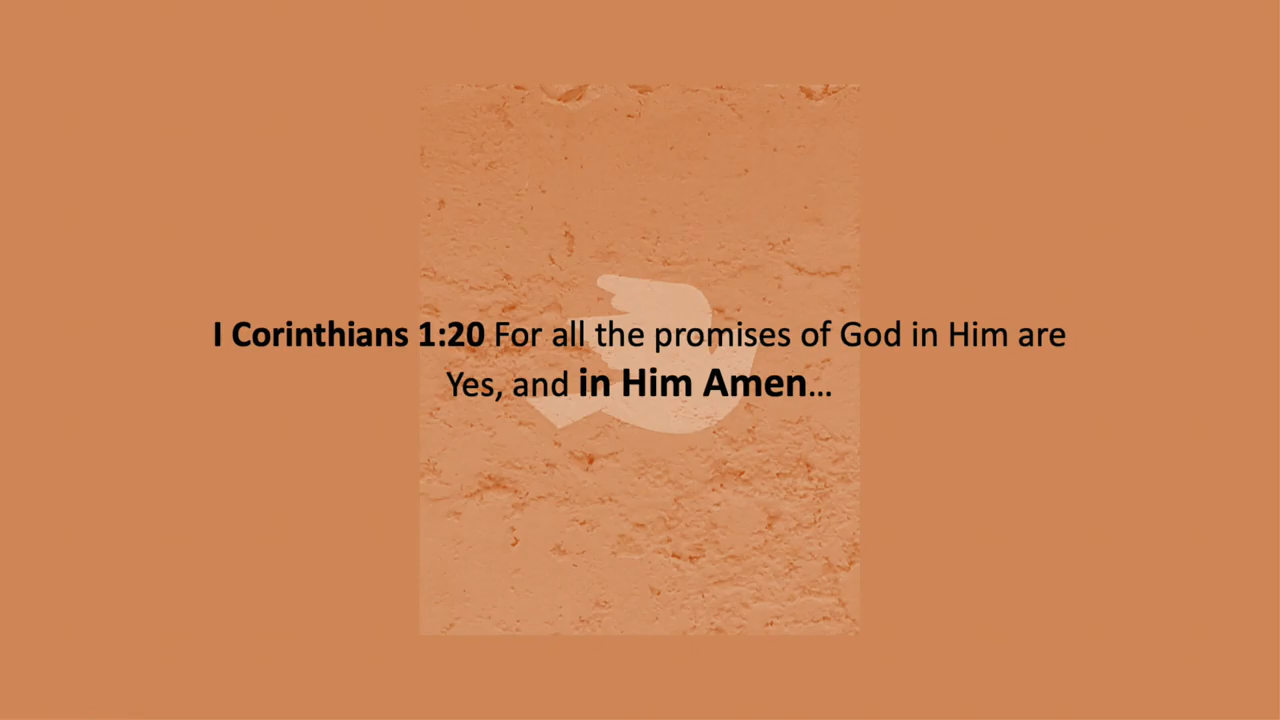 I Corinthians 1:20 For all the promises of God in Him are
Yes, and in Him Amen...